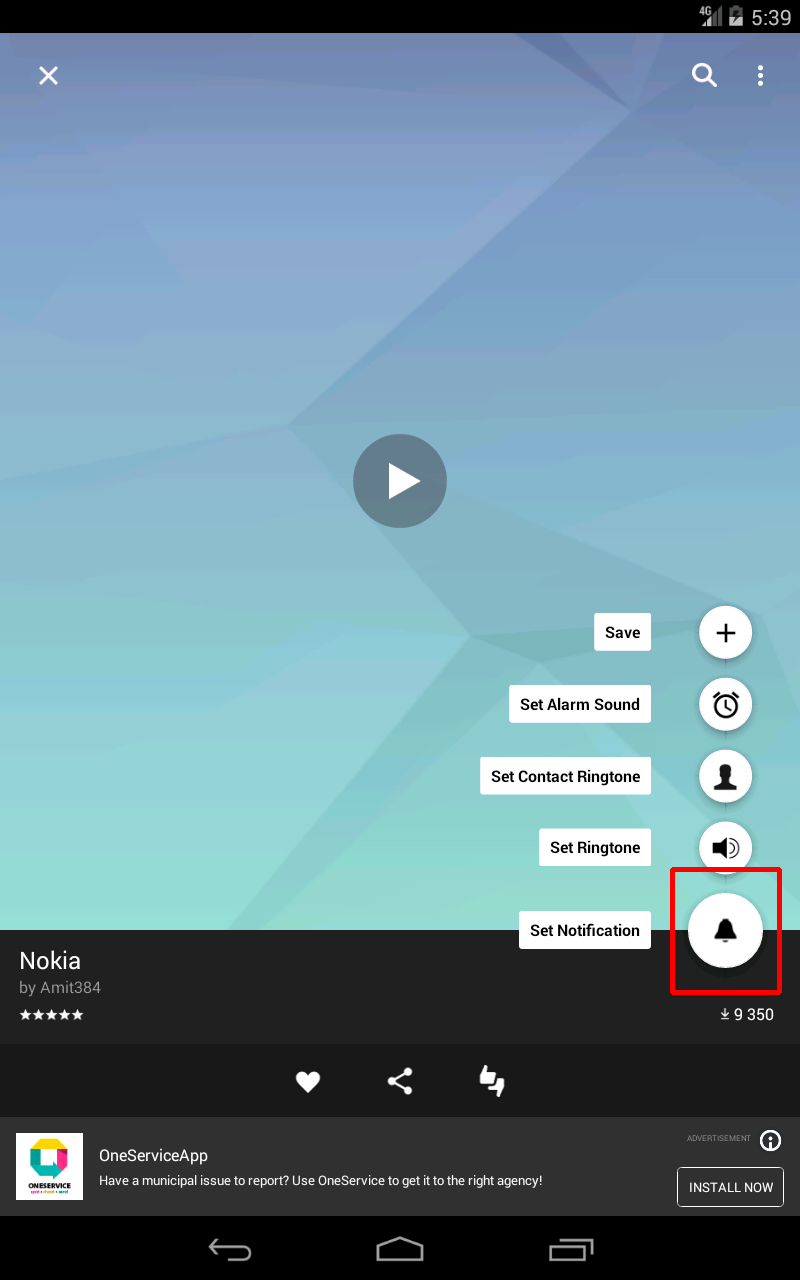 4G 5:39
Save
Set Alarm Sound
Set Contact Ringtone
Set Ringtone
Set Notification
Nokia
by Amit384
9 350
OneServiceApp
ADVERTISEMENT
Have a municipal issue to report? Use OneService to get it to the right agency!
INSTALL NOW
ONESERVICE